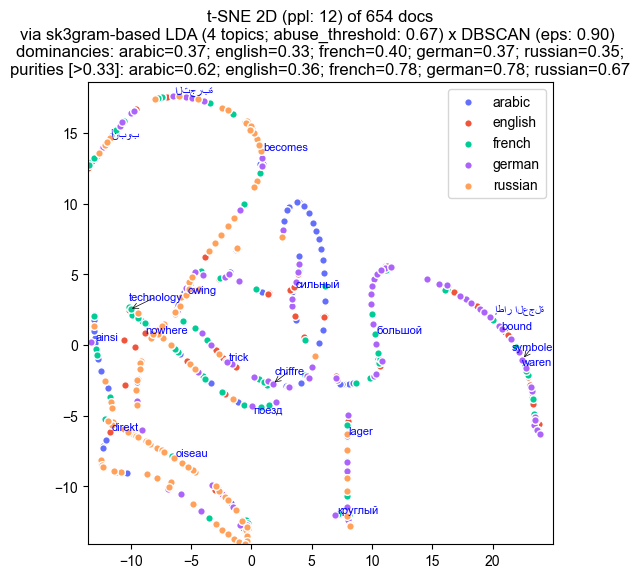 t-SNE 2D (ppl: 12) of 654 docs
via sk3gram-based LDA (4 topics; abuse_threshold: 0.67) x DBSCAN (eps: 0.90)
dominancies: arabic=0.37; english=0.33; french=0.40; german=0.37; russian=0.35;
purities [>0.33]: arabic=0.62; english=0.36; french=0.78; german=0.78; russian=0.67
arabic
english
french
german
russian
التجربة
becomes
сильный
technology
owing
nowhere
ainsi
большой
اطار العجلة
bound
symbole
waren
trick
chiffre
поезд
direkt
lager
oiseau
круглый
15
10
5
0
−5
−10
−10
−5
0
5
10
15
20